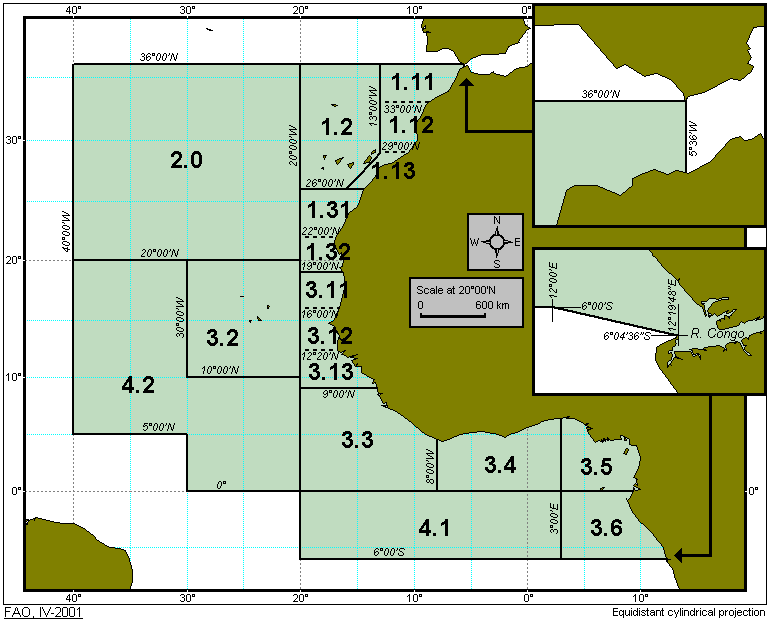 40° 30° 20° 10° 0°
36°00'N
36°00'N
5°36'W
1.11
33°00'N
13°00'W
1.2
1.12
20°00'W
29°00'N
30°
2.0
1.13
26°00'N
1.31
22°00'N
40°00'W
1.32
20°00'N
19°00'N
20°
N
W E
S
Scale at 20°00'N
0 600 km
12°00'E
12°19'48"E
6°00'S
6°04'36"S
R. Congo
3.11
16°00'N
30°00'W
3.2
3.12
12°20'N
3.13
10°00'N
10°
4.2
9°00'N
5°00'N
3.3
8°00'W
3.4
3.5
0°
0°
0°
4.1
3°00'E
3.6
6°00'S
40° 30° 20° 10° 0° 10°
FAO, IV-2001
Equidistant cylindrical projection